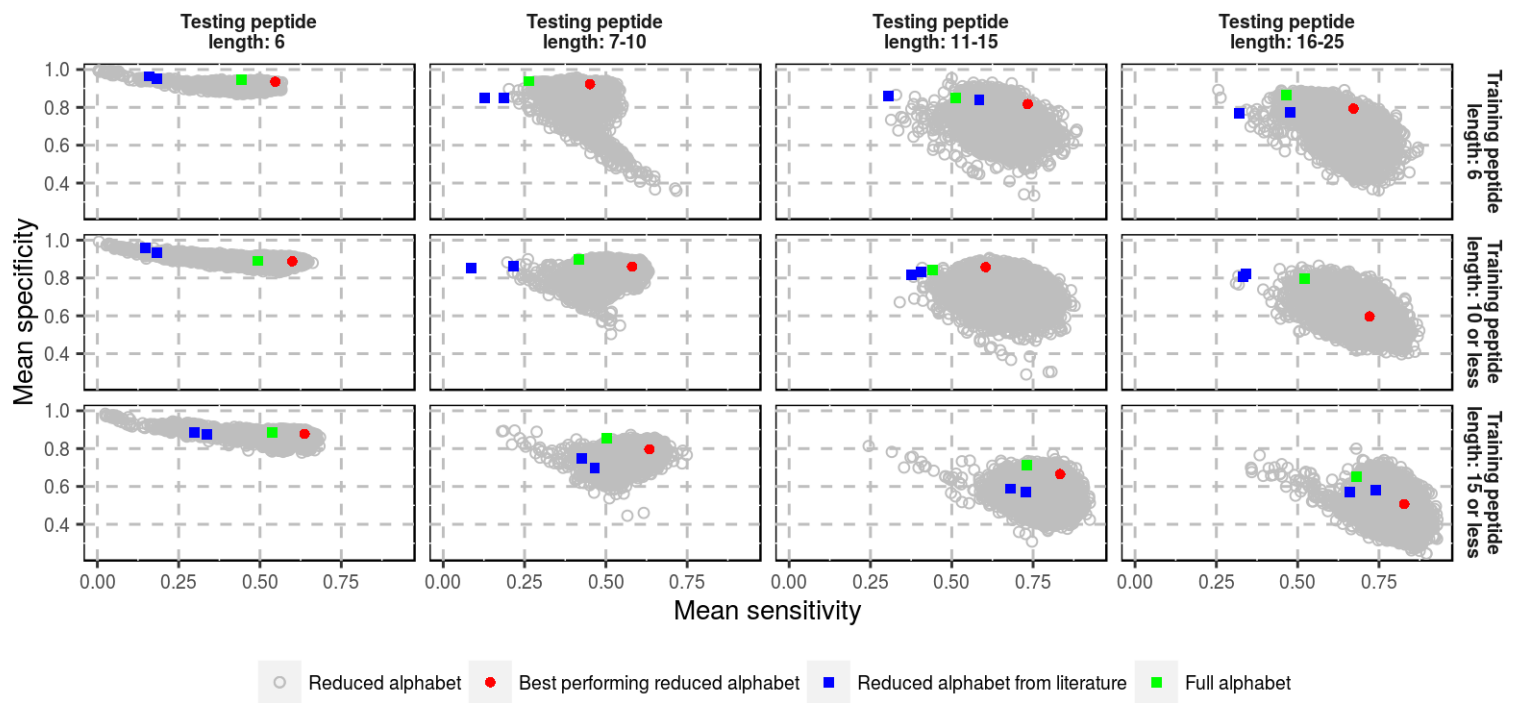 Testing peptide
length: 6
Testing peptide
length: 7-10
Testing peptide
length: 11-15
Testing peptide
length: 16-25
1.0
0.8
0.6
0.4
Training peptide
length: 6
1.0
0.8
0.6
0.4
Training peptide
length: 10 or less
1.0
0.8
0.6
0.4
Training peptide
length: 15 or less
Mean specificity
0.00 0.25 0.50 0.75 0.00 0.25 0.50 0.75 0.00 0.25 0.50 0.75 0.00 0.25 0.50 0.75
Mean sensitivity
Reduced alphabet Best performing reduced alphabet Reduced alphabet from literature Full alphabet